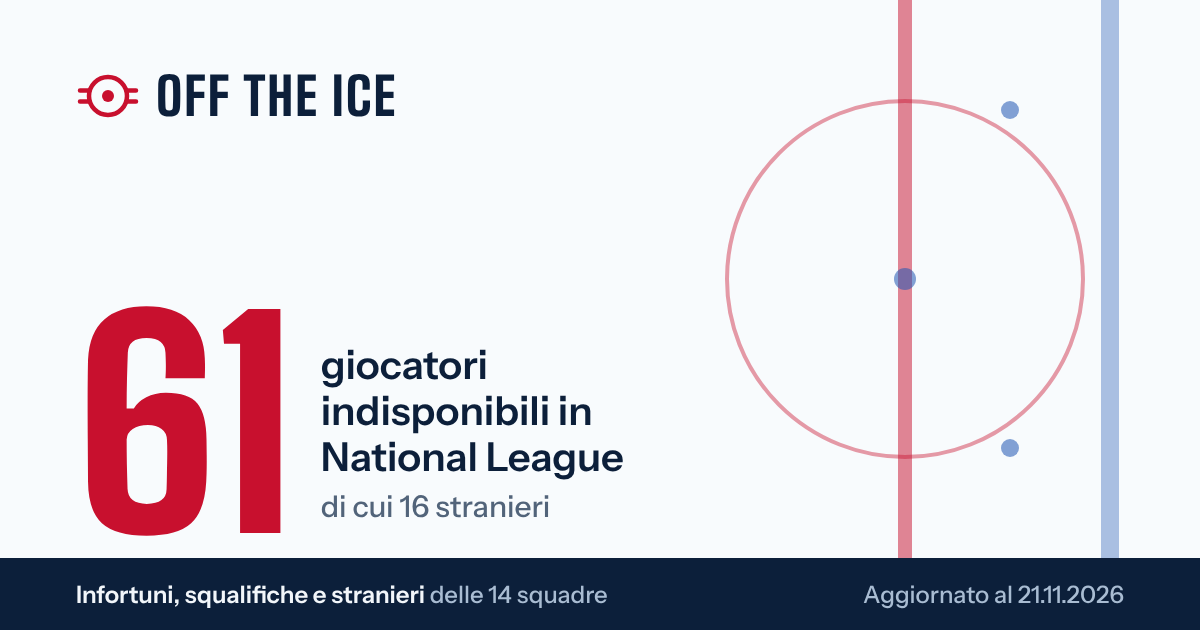 OFF THE ICE
61
giocatori
indisponibili in
National League
di cui 16 stranieri
Infortuni, squalifiche e stranieri delle 14 squadre
Aggiornato al 21.11.2026